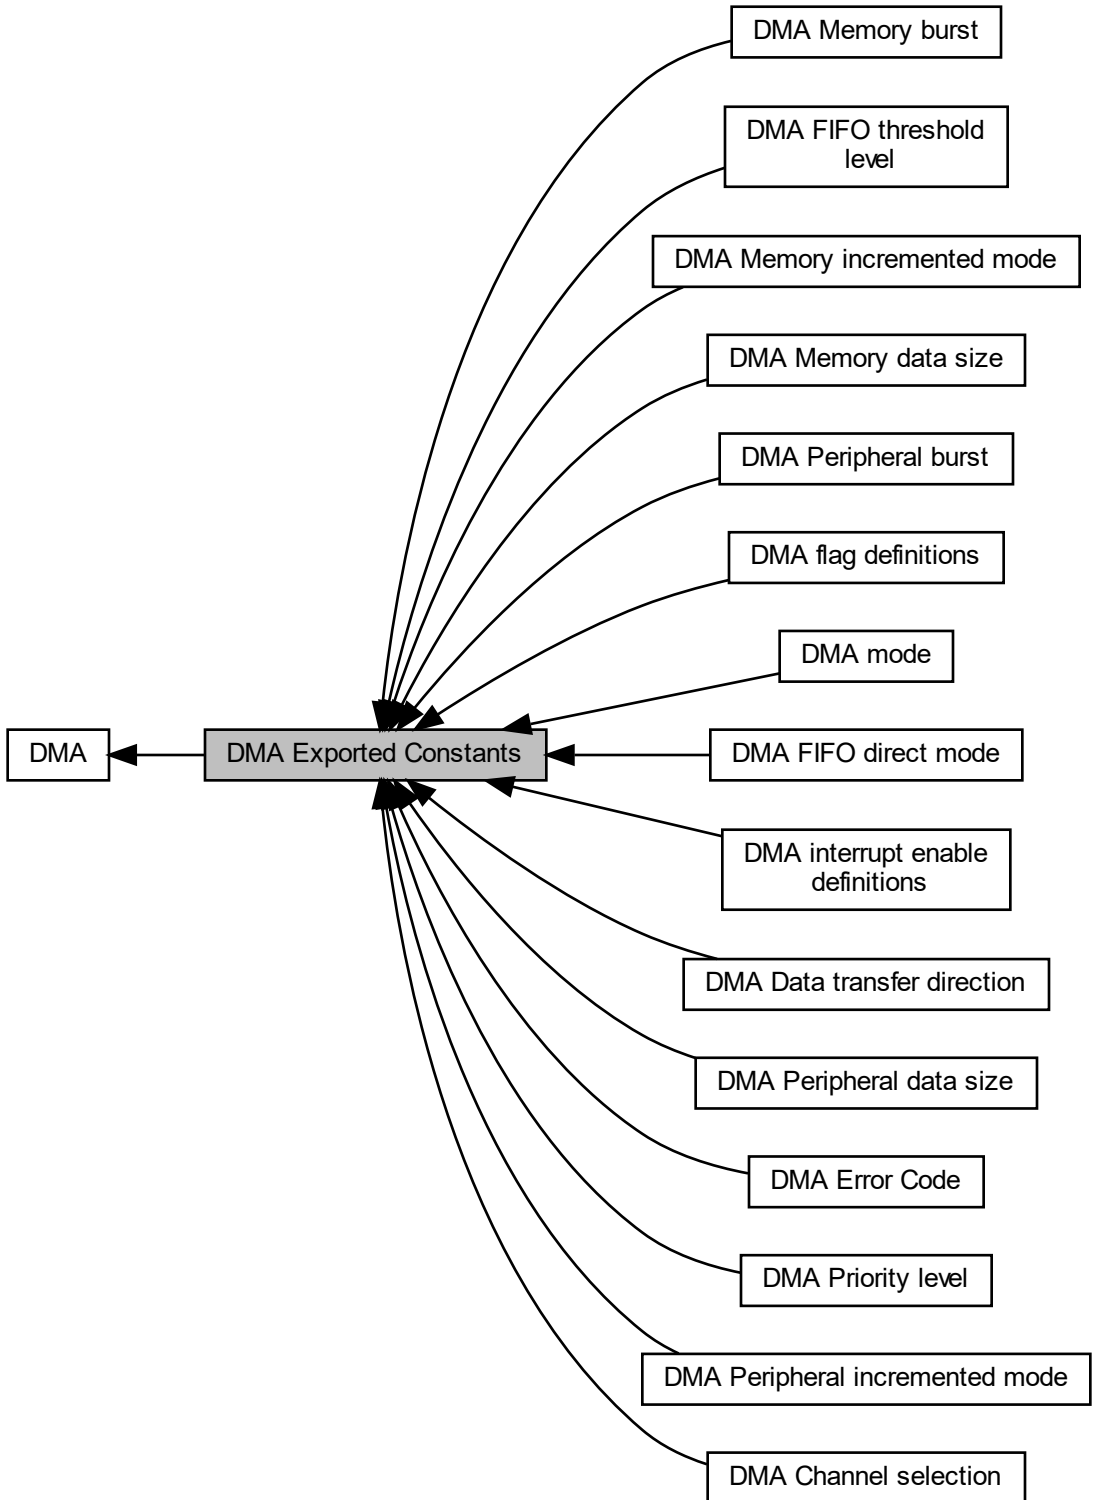 DMA Memory burst
DMA FIFO threshold
level
DMA Memory incremented mode
DMA Memory data size
DMA Peripheral burst
DMA flag definitions
DMA mode
DMA
DMA Exported Constants
DMA FIFO direct mode
DMA interrupt enable
definitions
DMA Data transfer direction
DMA Peripheral data size
DMA Error Code
DMA Priority level
DMA Peripheral incremented mode
DMA Channel selection